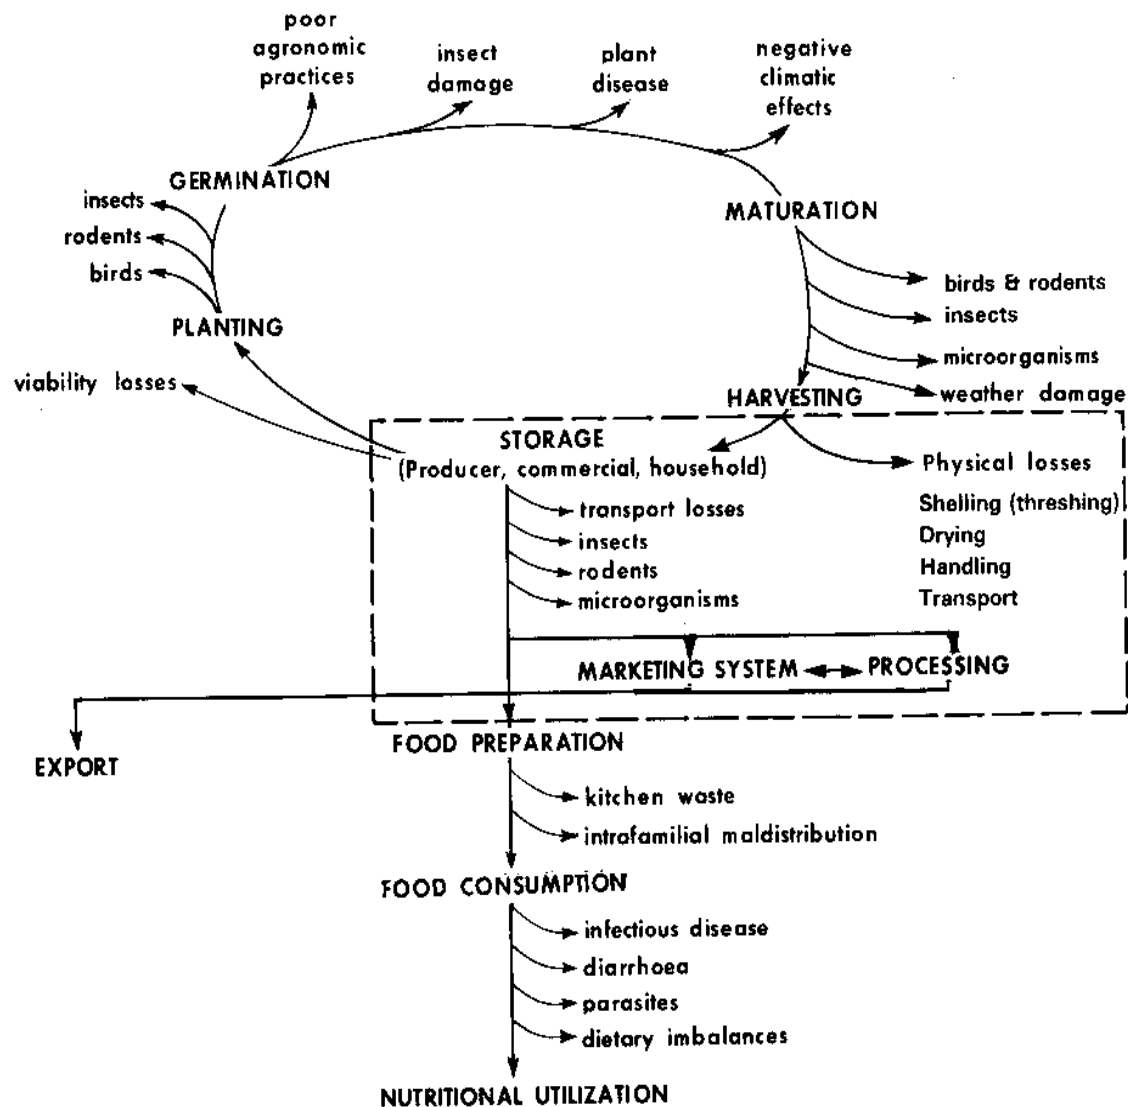 poor
agronomic
practices
insect
damage
plant
disease
negative
climatic
effects
GERMINATION
insects
rodents
birds
PLANTING
viability losses
MATURATION
birds & rodents
insects
microorganisms
weather damage
HARVESTING
STORAGE
(Producer, commercial, household)
Physical losses
Shelling (threshing)
Drying
Handling
Transport
transport losses
insects
rodents
microorganisms
MARKETING SYSTEM
PROCESSING
EXPORT
FOOD PREPARATION
kitchen waste
intrafamilial maldistribution
FOOD CONSUMPTION
infectious disease
diarrhoea
parasites
dietary imbalances
NUTRITIONAL UTILIZATION